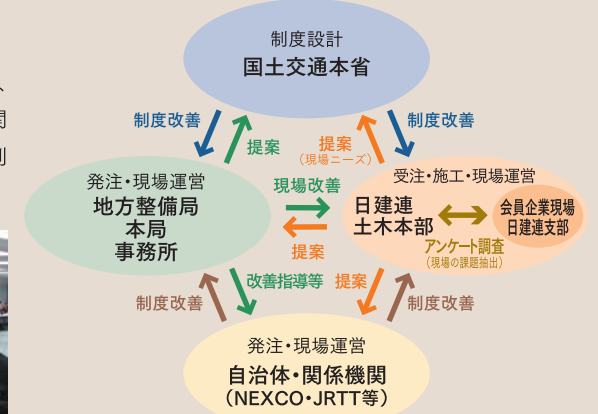 制度設計
国土交通本省
、
関
制度改善
提案
提案
（現場ニーズ）
制度改善
発注・現場運営
地方整備局
本局
事務所
現場改善
提案
受注・施工・現場運営
日建連
土木本部
会員企業現場
日建連支部
アンケート調査
（現場の課題抽出）
制度改善
改善指導等
提案
制度改善
発注・現場運営
自治体・関係機関
（NEXCO・JRTT等）